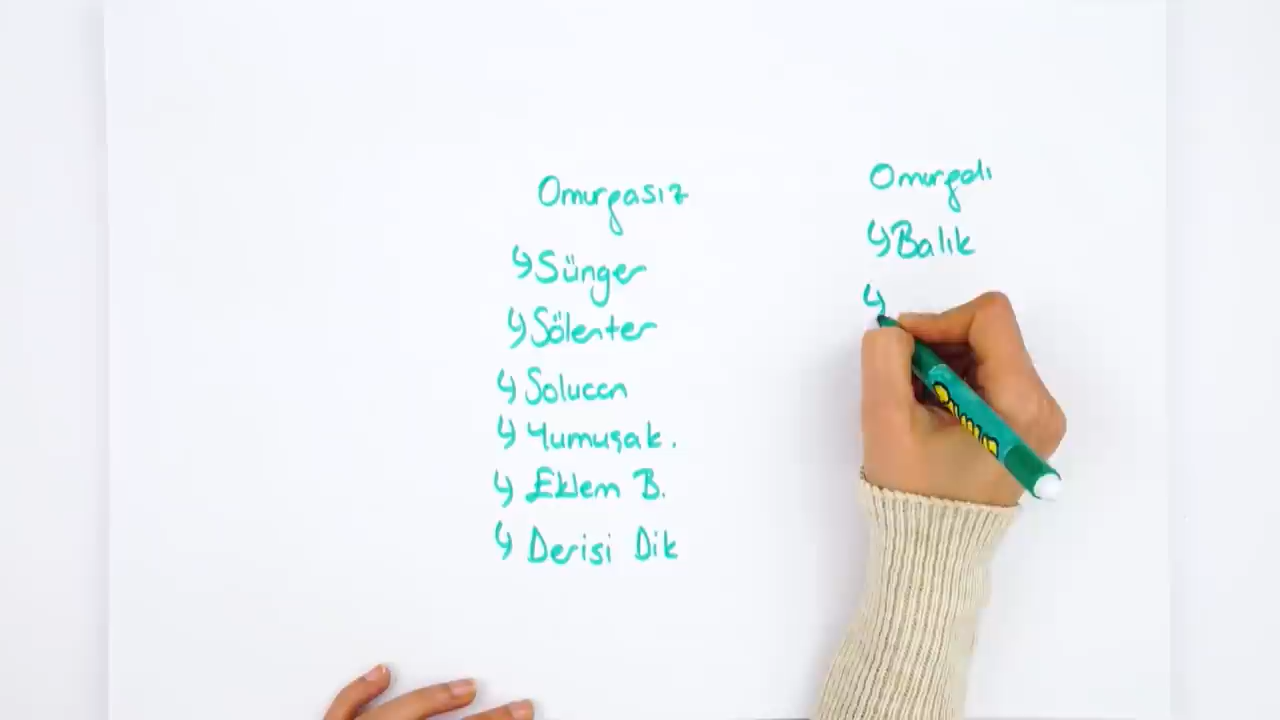 Omurgasız
↳ Sünger
↳ Sölenter
↳ Solucan
↳ Yumuşak.
↳ Eklem B.
↳ Derisi Dik
Omurgalı
↳ Balık
↳